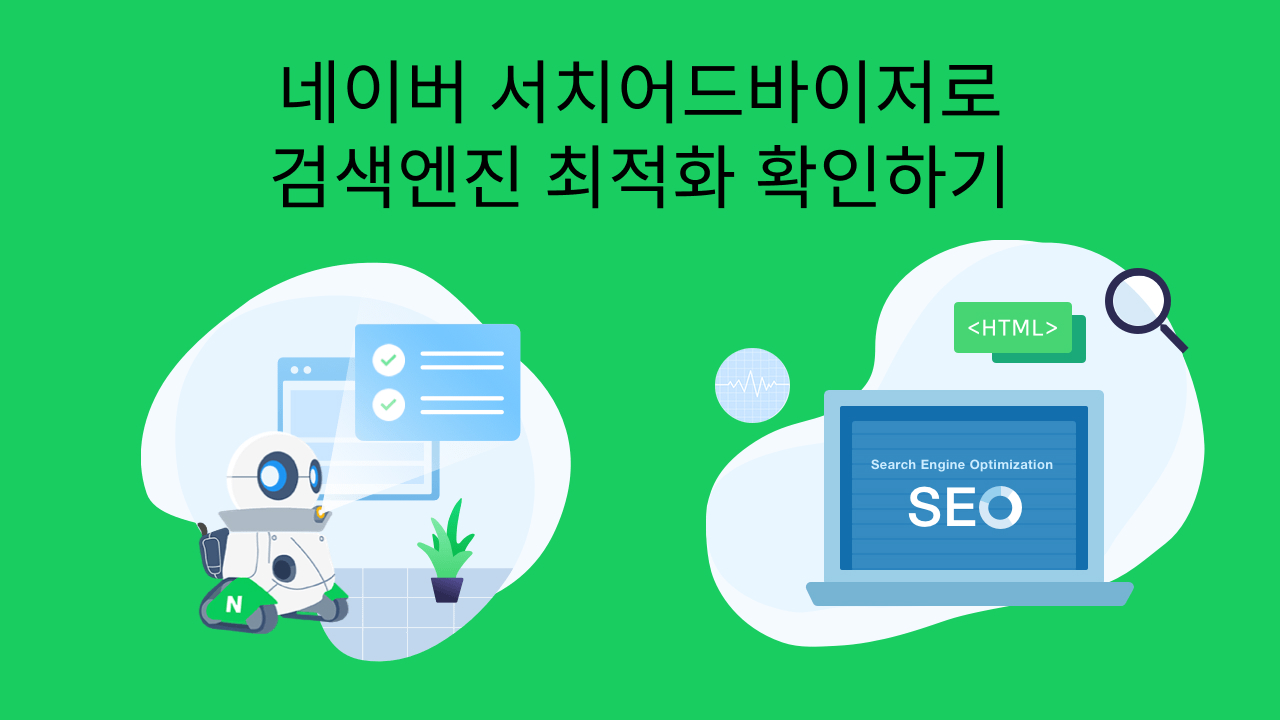 네이버 서치어드바이저로
검색엔진 최적화 확인하기
<HTML>
Search Engine Optimization
SEO
N